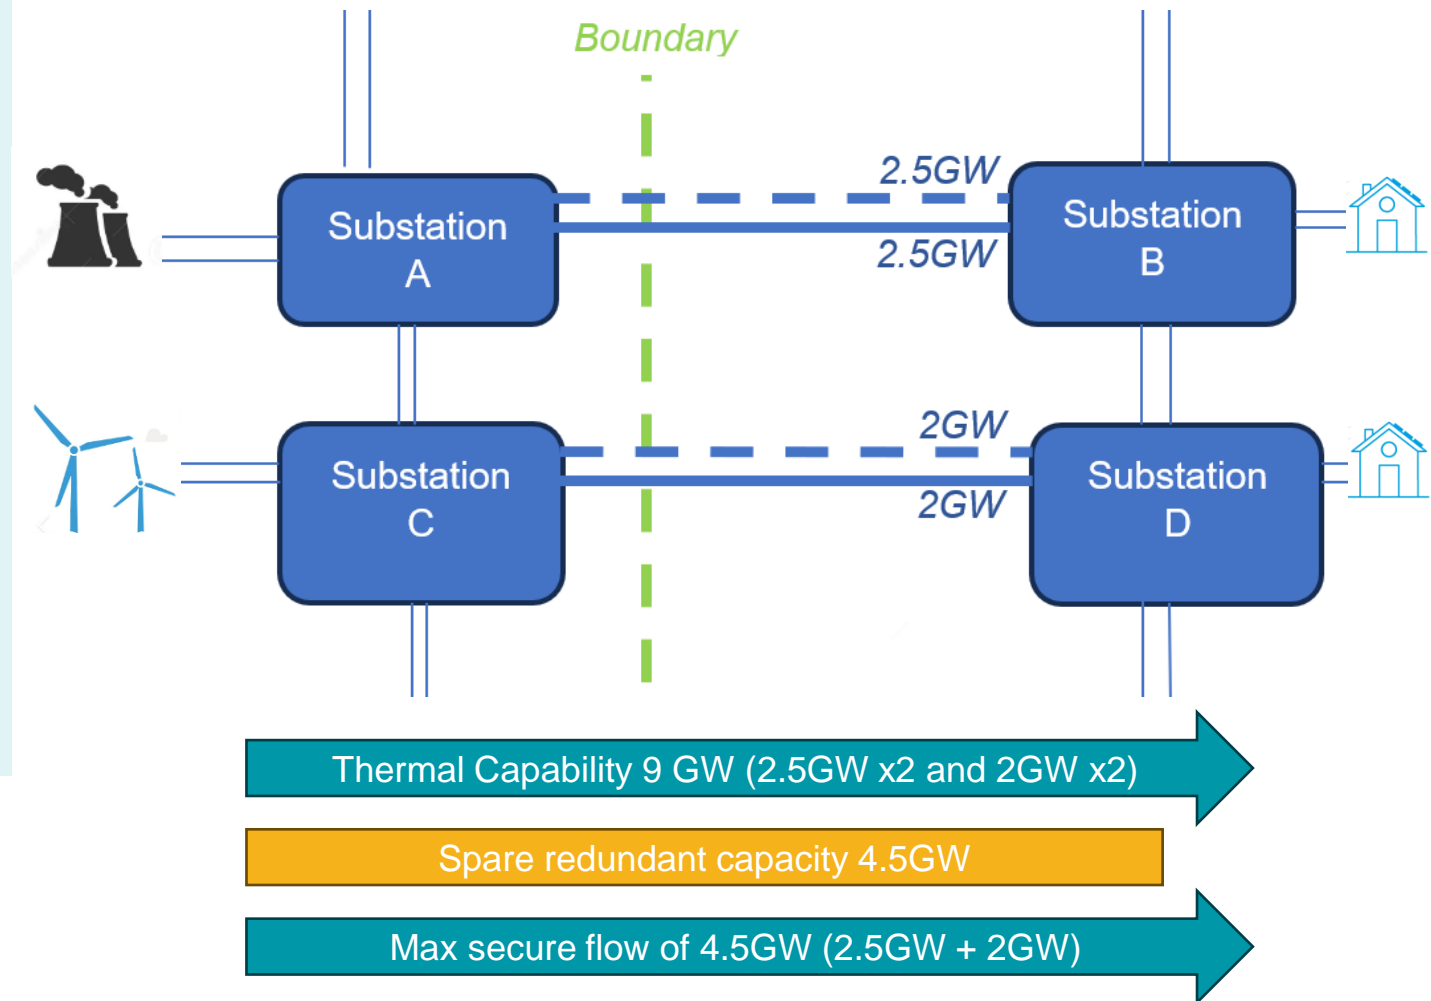 Boundary
2.5GW
2.5GW
Substation
A
Substation
B
2GW
2GW
Substation
C
Substation
D
Thermal Capability 9 GW (2.5GW x2 and 2GW x2)
Spare redundant capacity 4.5GW
Max secure flow of 4.5GW (2.5GW + 2GW)